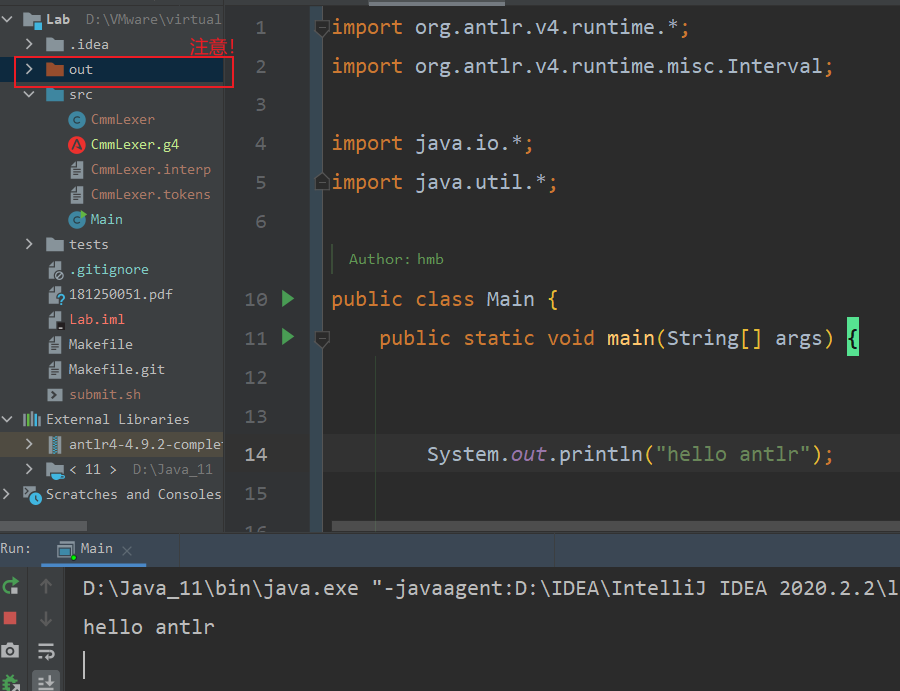 Lab D:\VMware\virtual
.idea
注意!
out
src
CmmLexer
CmmLexer.g4
CmmLexer.interp
CmmLexer.tokens
Main
tests
.gitignore
181250051.pdf
Lab.iml
Makefile
Makefile.git
submit.sh
External Libraries
antlr4-4.9.2-complet
< 11 > D:\Java_11
Scratches and Consoles
1 import org.antlr.v4.runtime.*;
2 import org.antlr.v4.runtime.misc.Interval;
3
4 import java.io.*;
5 import java.util.*;
6
Author: hmb
10 public class Main {
11 public static void main(String[] args) {
12
13
14 System.out.println("hello antlr");
15
16
Run: Main
D:\Java_11\bin\java.exe "-javaagent:D:\IDEA\IntelliJ IDEA 2020.2.2\l
hello antlr